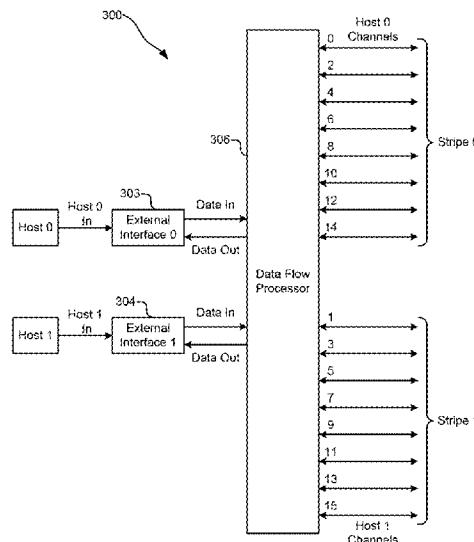 300
Host 0
Channels
0
2
4
6
8
10
12
14
Stripe
306
303
Host 0
Host 0
In
External
Interface 0
Date In
Data Out
Data Flow
Processor
304
Host 1
Host 1
In
External
Interface 1
Date In
Data Out
1
3
5
7
9
11
13
15
Stripe
Host 1
Channels